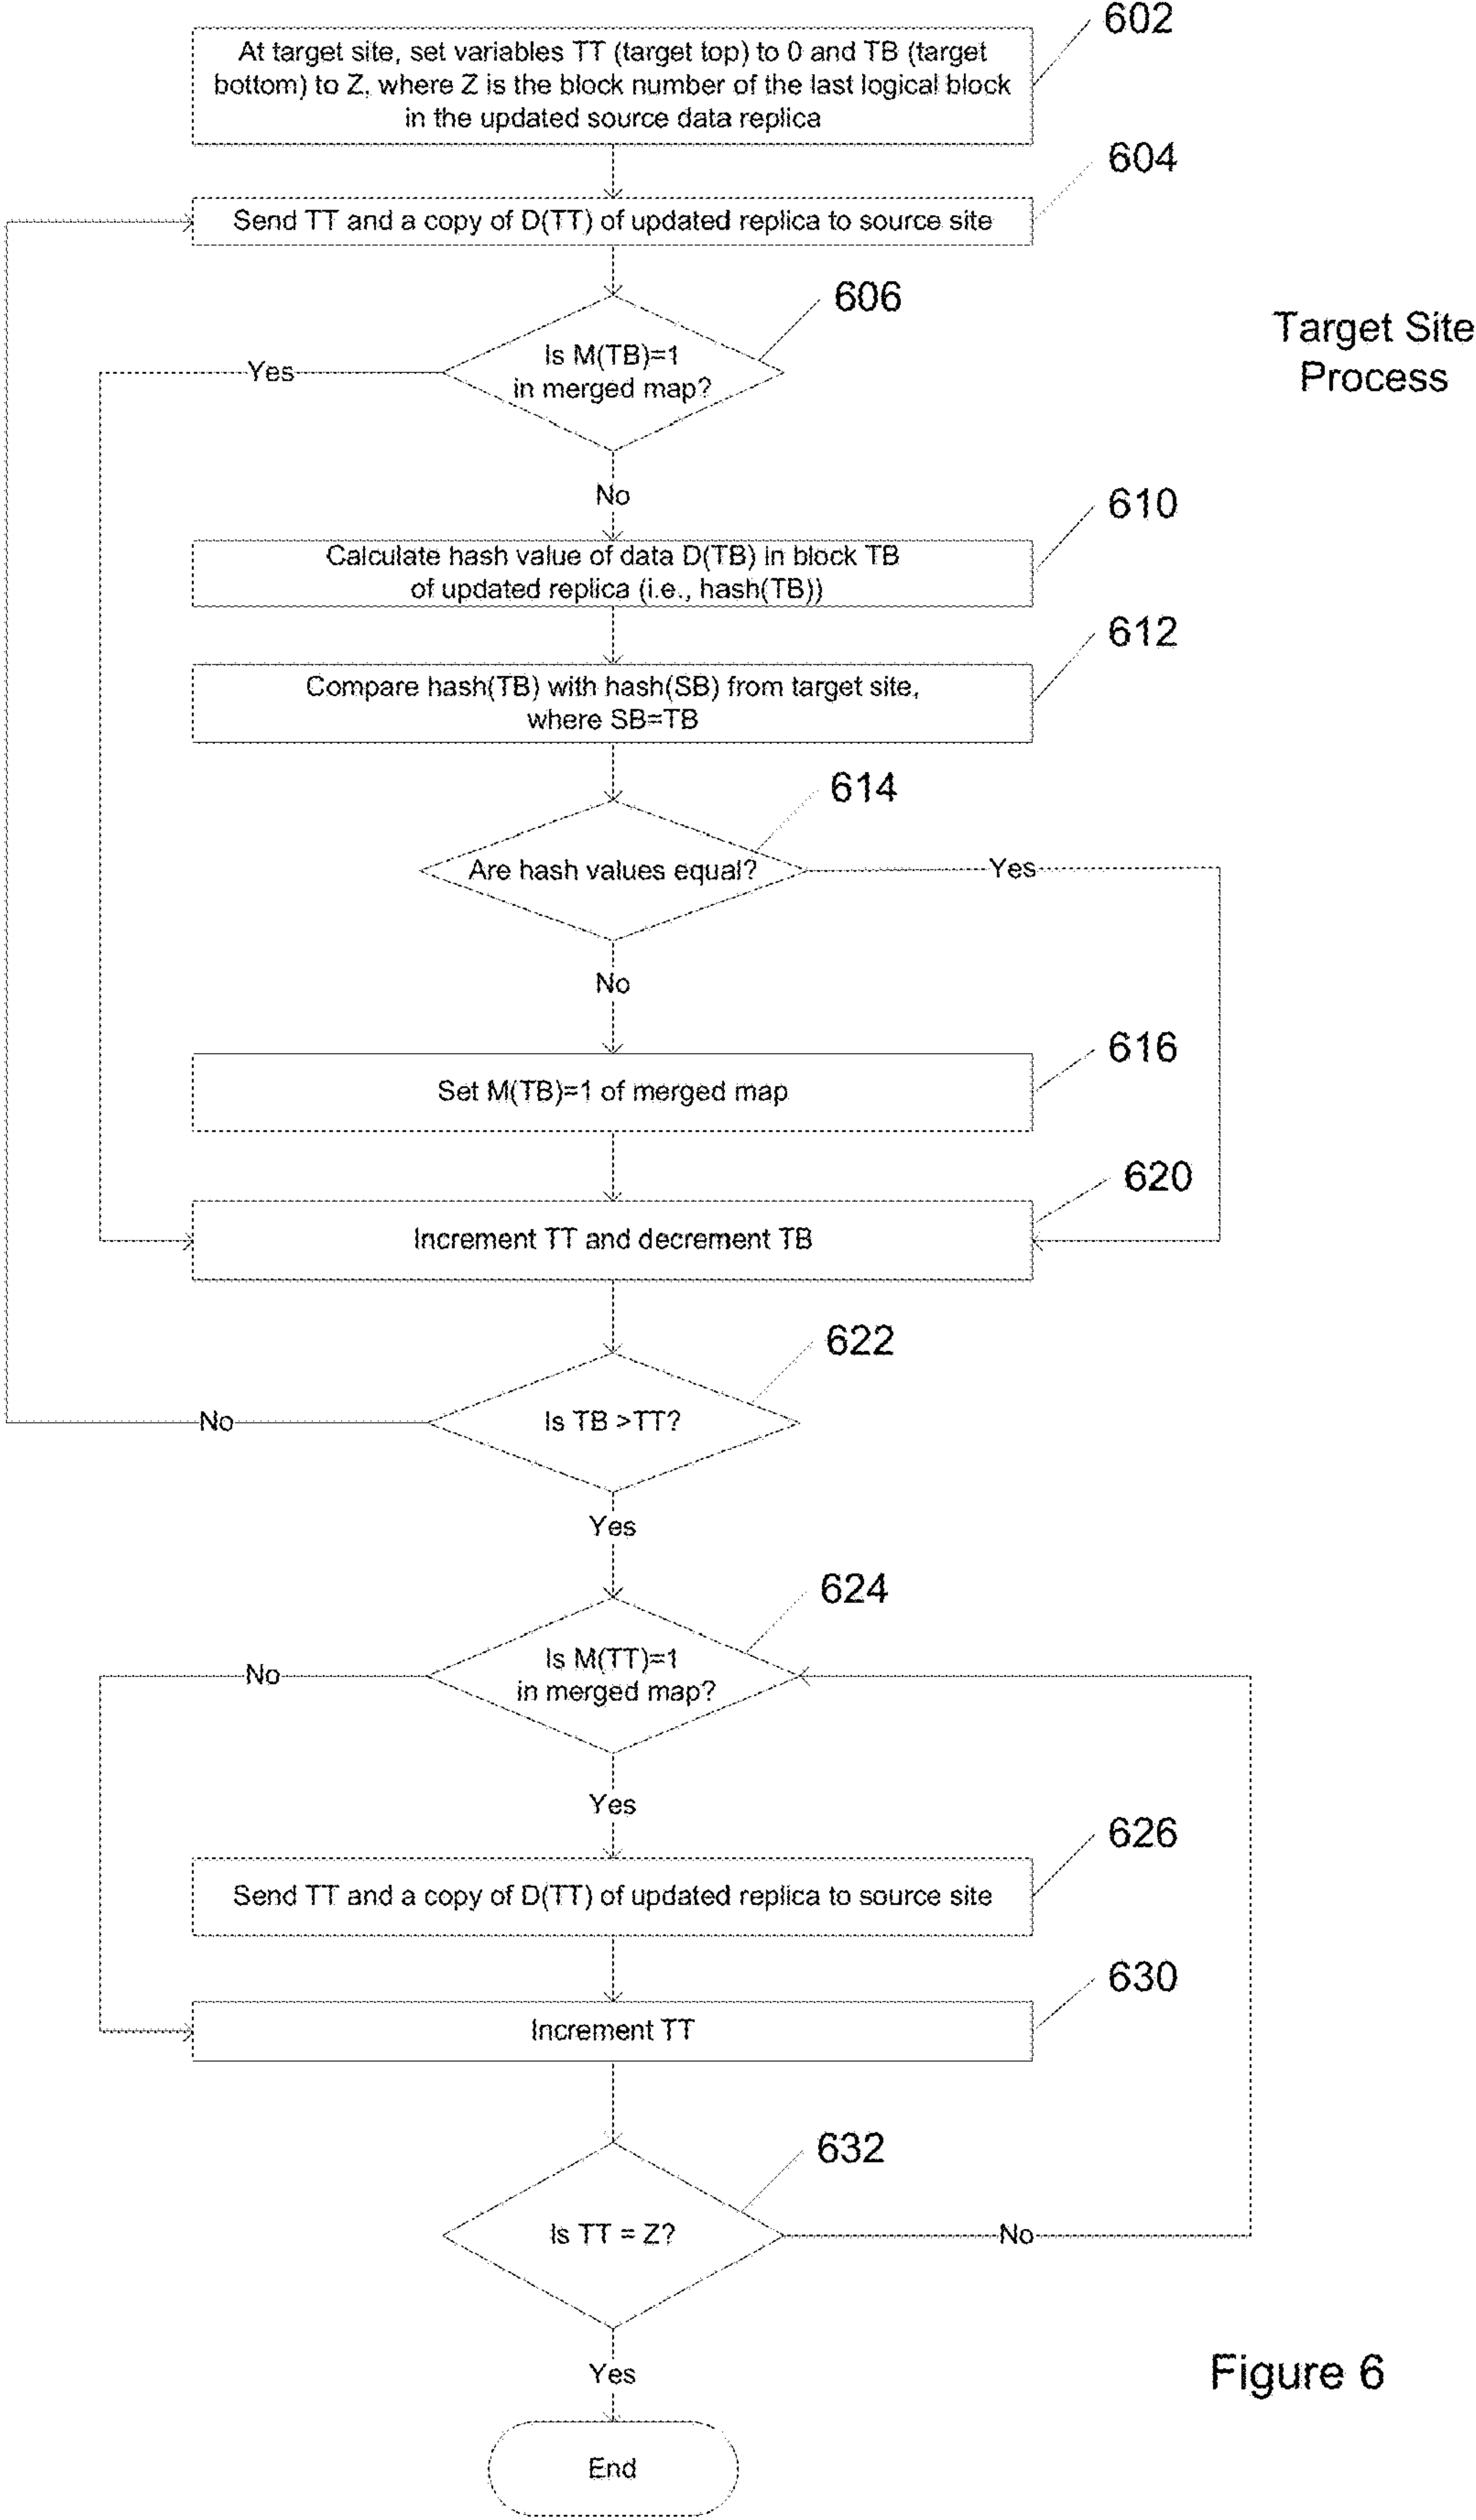 602
At target site, set variables TT (target top) to 0 and TB (target
bottom) to Z, where Z is the block number of the last logical block
in the updated source data replica
604
Send TT and a copy of D(TT) of updated replica to source site
606
Target Site
Process
Is M(TB)=1
in merged map?
Yes
No
610
Calculate hash value of data D(TB) in block TB
of updated replica (i.e., hash(TB))
612
Compare hash(TB) with hash(SB) from target site,
where SB=TB
614
Are hash values equal?
Yes
No
616
Set M(TB)=1 of merged map
620
Increment TT and decrement TB
622
Is TB >TT?
No
Yes
624
Is M(TT)=1
in merged map?
No
Yes
626
Send TT and a copy of D(TT) of updated replica to source site
630
Increment TT
632
Is TT = Z?
No
Yes
Figure 6
End